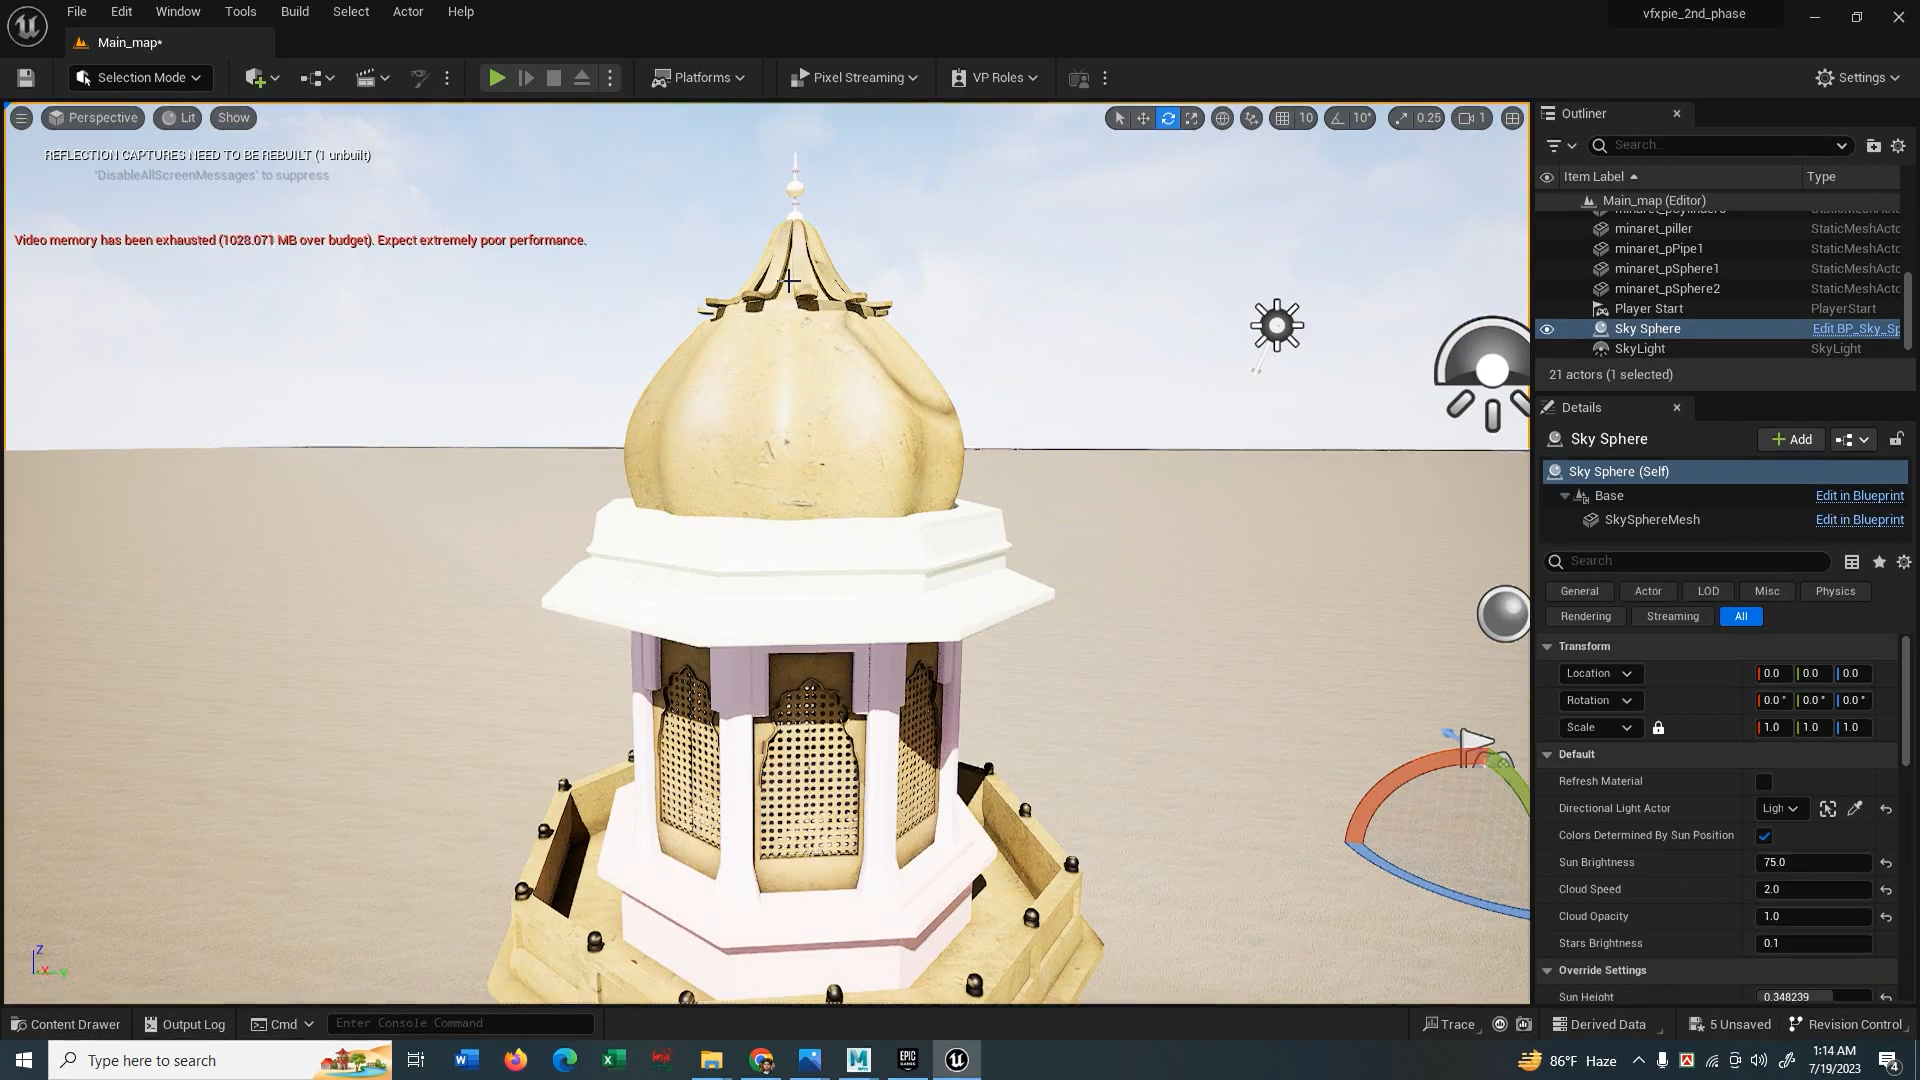 File Edit Window Tools Build Select Actor Help
vfxpie_2nd_phase
Main_map*
Selection Mode
Platforms
Pixel Streaming
VP Roles
Settings
Perspective Lit Show
10 10° 0.25 1
REFLECTION CAPTURES NEED TO BE REBUILT (1 unbuilt)
'DisableAllScreenMessages' to suppress
Video memory has been exhausted (1028.071 MB over budget). Expect extremely poor performance.
Z
X Y
Outliner
Search...
Item Label Type
Main_map (Editor)
minaret_piller StaticMeshActo
minaret_pPipe1 StaticMeshActo
minaret_pSphere1 StaticMeshActo
minaret_pSphere2 StaticMeshActo
Player Start PlayerStart
Sky Sphere Edit BP_Sky_Sp
SkyLight SkyLight
21 actors (1 selected)
Details
Sky Sphere
Add
Sky Sphere (Self)
Base Edit in Blueprint
SkySphereMesh Edit in Blueprint
Search
General Actor LOD Misc Physics
Rendering Streaming All
Transform
Location 0.0 0.0 0.0
Rotation 0.0° 0.0° 0.0°
Scale 1.0 1.0 1.0
Default
Refresh Material
Directional Light Actor Ligh
Colors Determined By Sun Position
Sun Brightness 75.0
Cloud Speed 2.0
Cloud Opacity 1.0
Stars Brightness 0.1
Override Settings
Sun Height 0.348239
Content Drawer Output Log Cmd Enter Console Command
Trace Derived Data 5 Unsaved Revision Control
Type here to search
86°F Haze
1:14 AM
7/19/2023
4